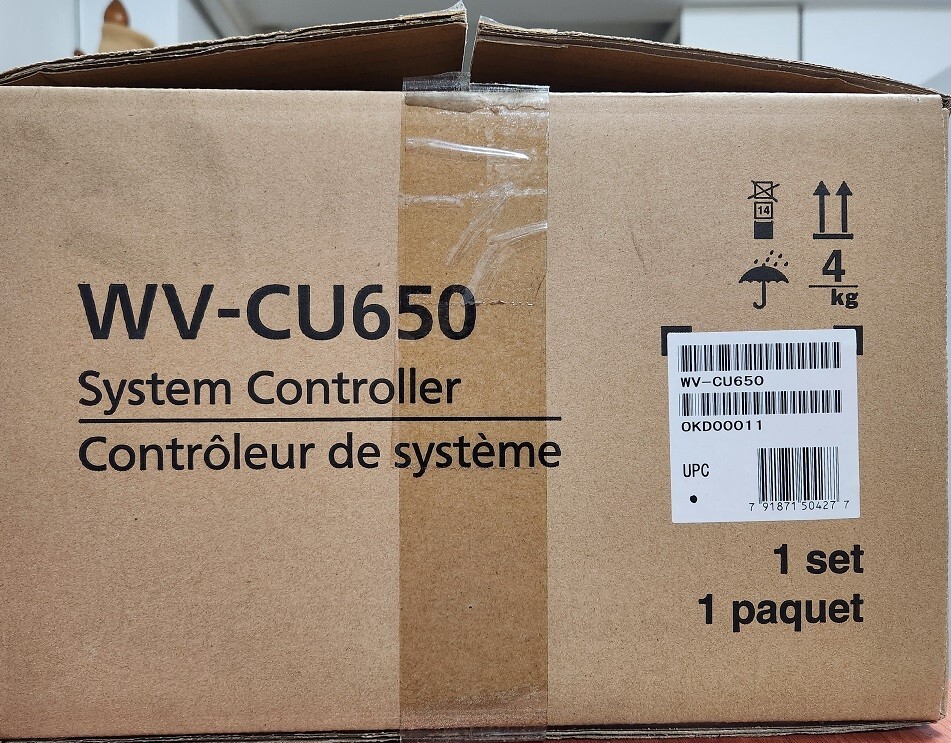 WV-CU650
System Controller
Contrôleur de système
14
4
kg
WV-CU650
0KD00011
UPC
7 91871 50427 7
1 set
1 paquet